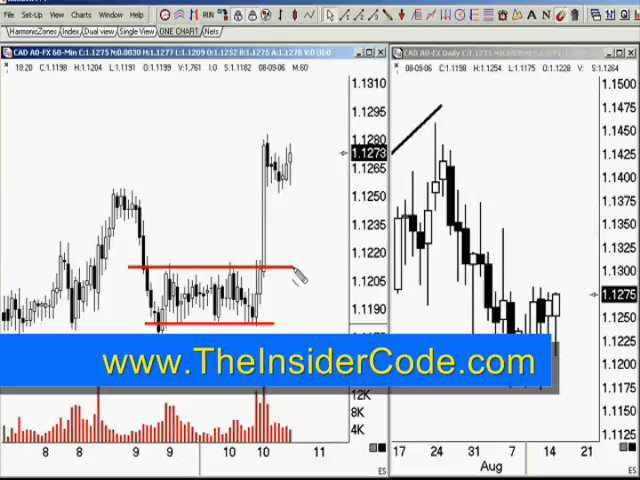 File Set-Up View Charts Windows Help
RUN
HarmonicZones Index Dual view Single View ONE CHART Nets
CAD A0-FX 60-Min C:1.1275 N:0.0030 H:1.1277 L:1.1209 O:1.1252 B:1.1275 A:1.1278 V:0 (0.0
18:20 C:1.1198 H:1.1204 L:1.1191 O:1.1199 V:1,761 I:0 S:1.1182 08-09-06 M:60
1.1310
1.1295
1.1280
1.1273
1.1250
1.1235
1.1220
1.1205
1.1190
12K
8K
4K
8 8 9 9 10 10 11
ES
CAD A0-FX Daily C:1.1275
08-09-06 C:1.1198 H:1.1254 L:1.1175 O:1.1228 V: S:1.1264
1.1500
1.1475
1.1450
1.1425
1.1400
1.1375
1.1350
1.1325
1.1300
1.1275
1.1250
1.1225
1.1200
1.1175
1.1150
1.1125
17 24 31 7 14 21
Aug
ES
www.TheInsiderCode.com